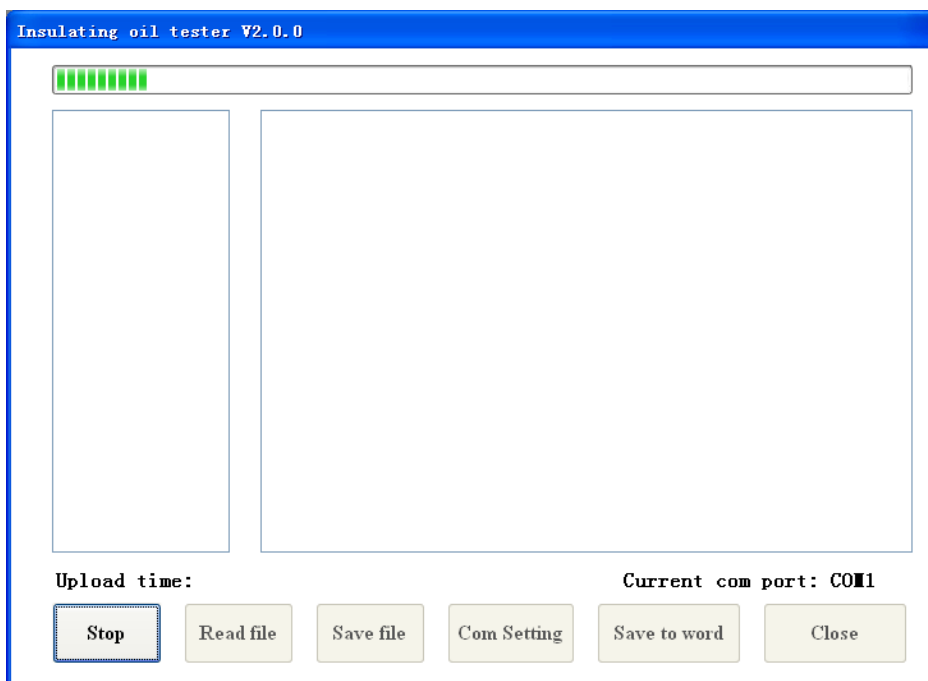 Insulating oil tester V2.0.0
Upload time:
Current com port: COM1
Stop
Read file
Save file
Com Setting
Save to word
Close